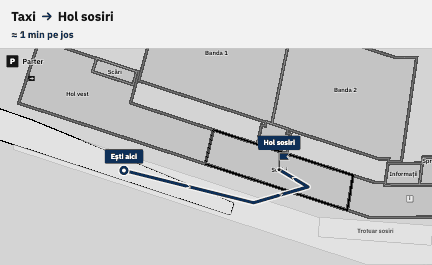 Taxi → Hol sosiri
≈ 1 min pe jos
P Parter
Banda 1
Scări
Hol vest
Banda 2
Hol sosiri
Ești aici
Informații
Trotuar sosiri